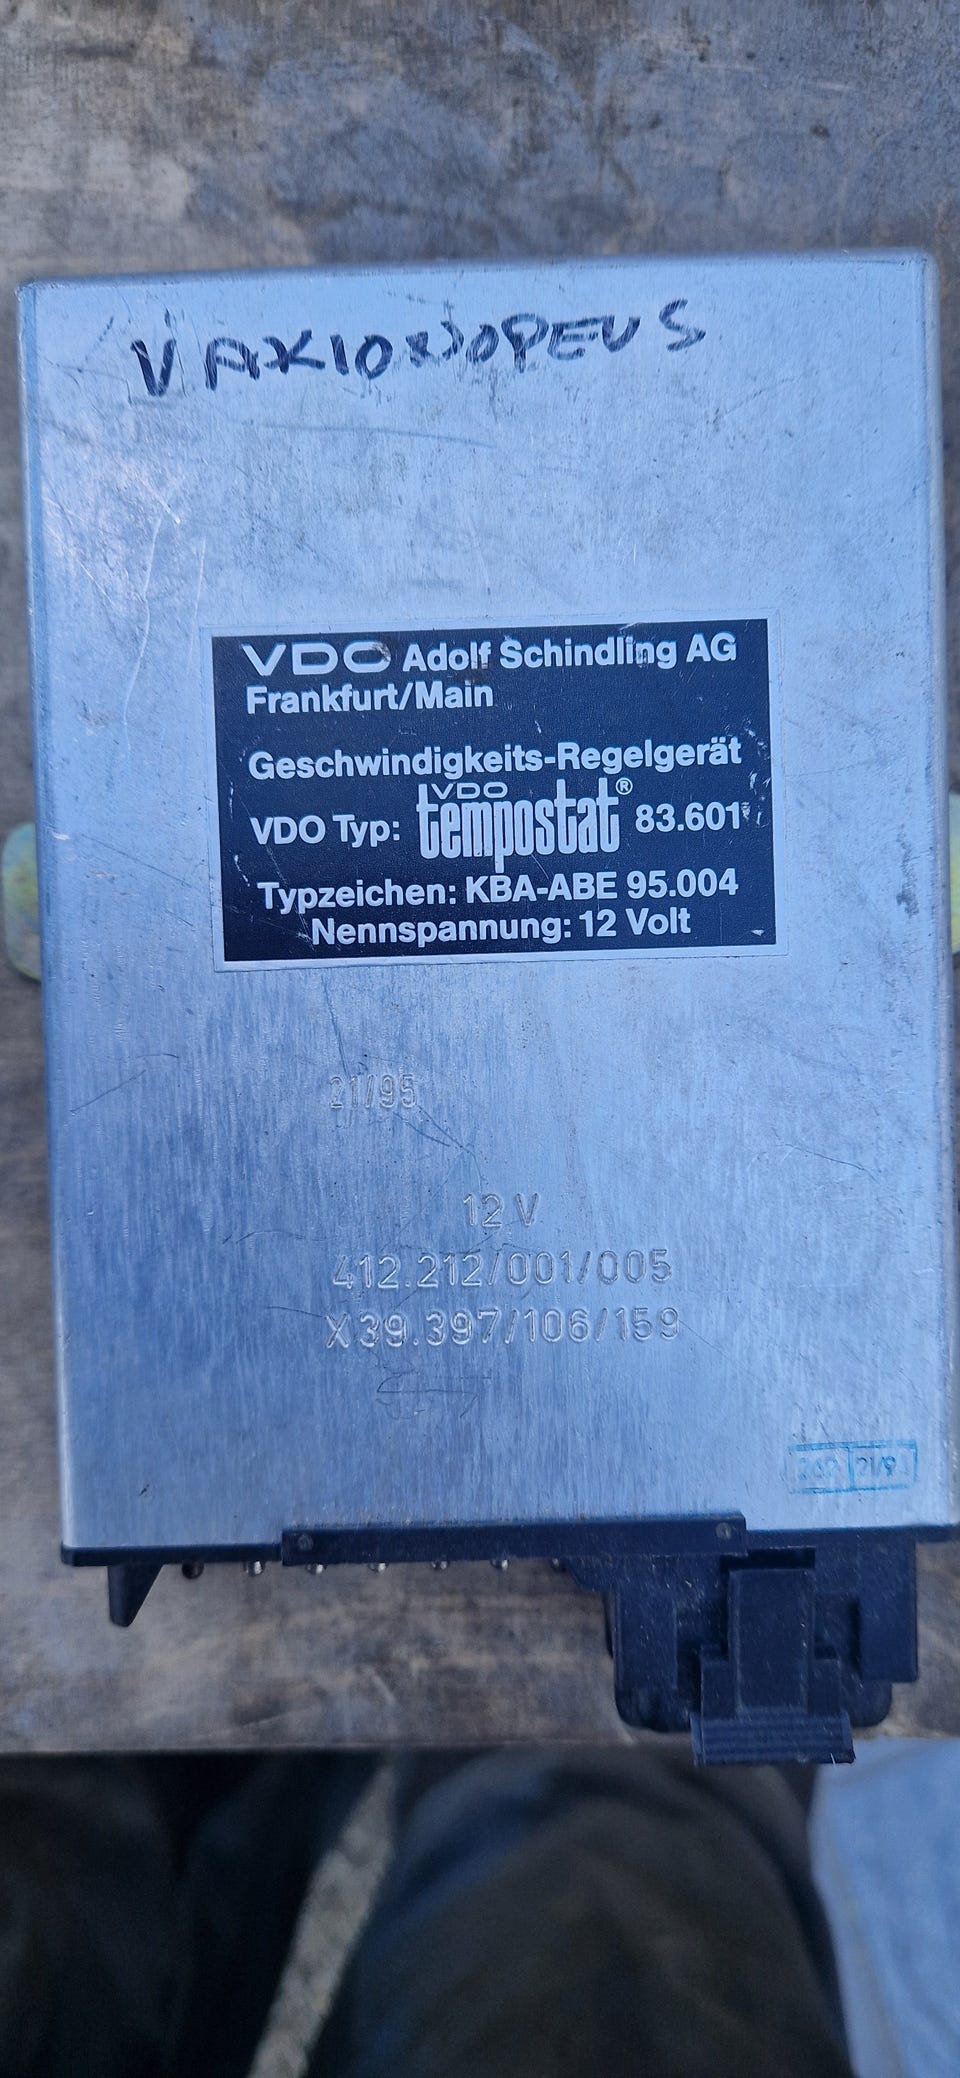 VAKIONOPEUS
VDO Adolf Schindling AG
Frankfurt/Main
Geschwindigkeits-Regelgerät
VDO Typ: VDO tempostat® 83.601
Typzeichen: KBA-ABE 95.004
Nennspannung: 12 Volt
21/95
12 V
412.212/001/005
X39.397/106/159